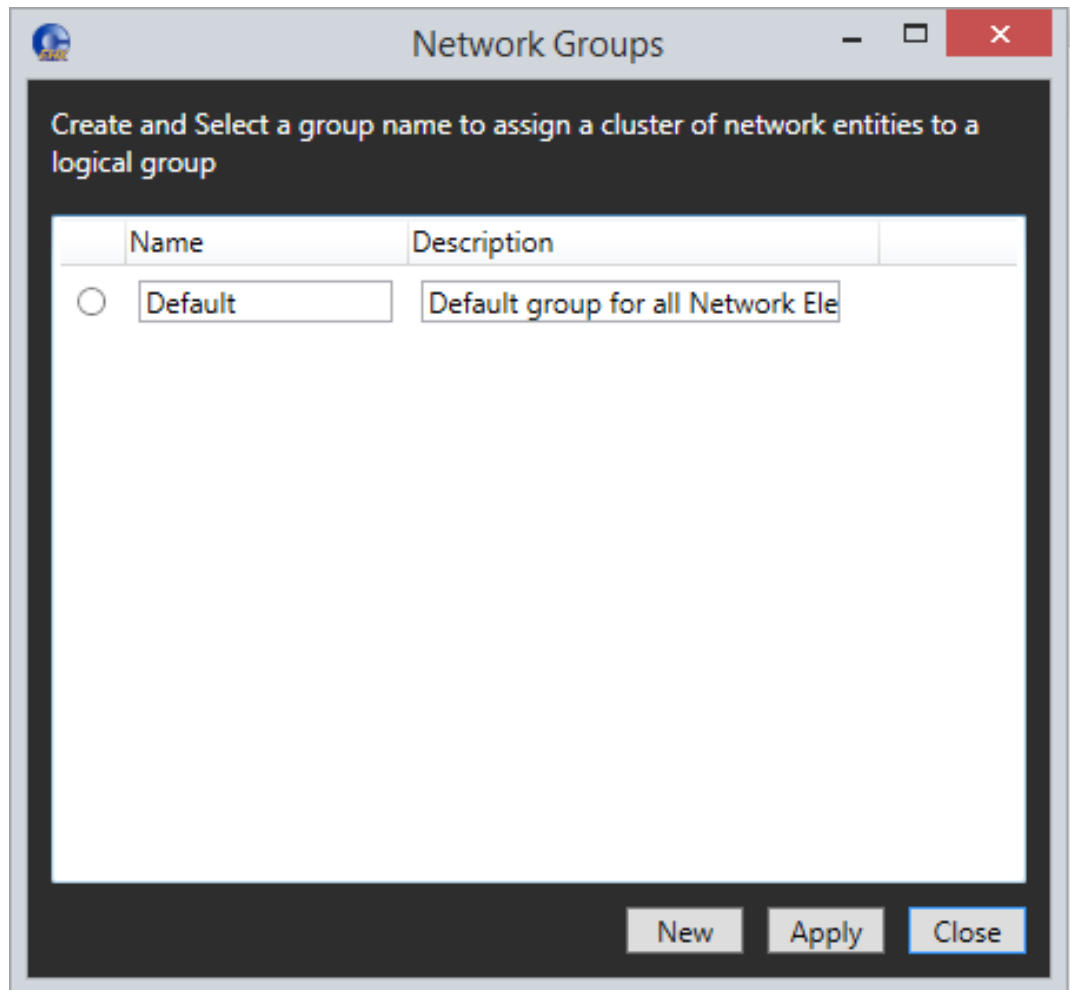 Network Groups
Create and Select a group name to assign a cluster of network entities to a
logical group
Name Description
Default Default group for all Network Ele
New Apply Close